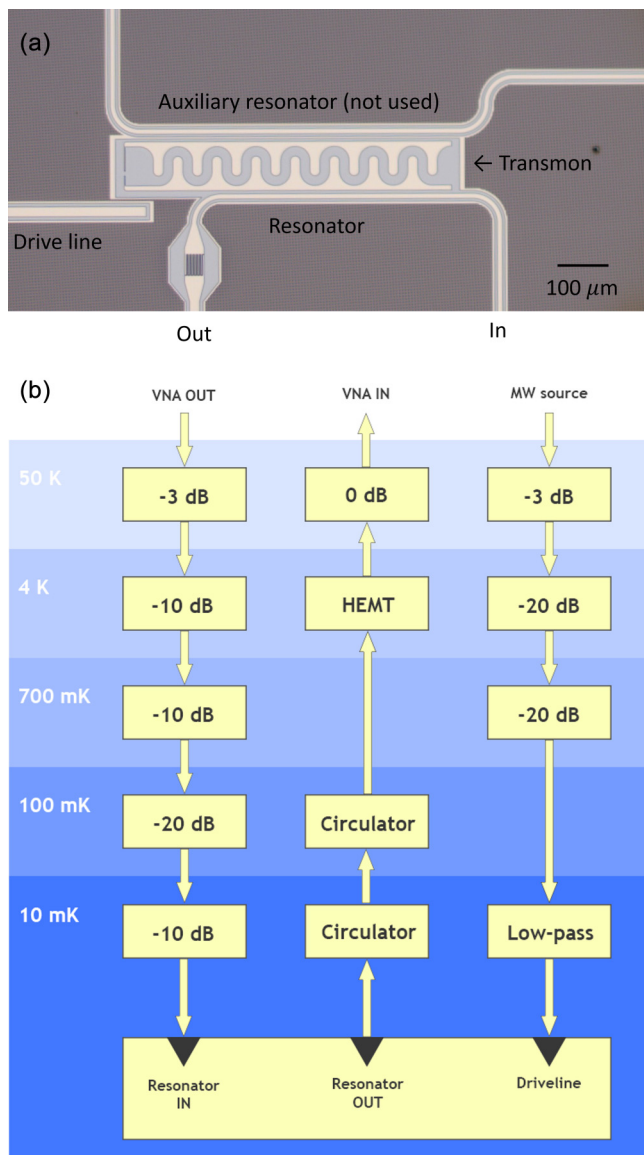 (a)
Auxiliary resonator (not used)
← Transmon
Drive line
Resonator
100 μm
Out
In
(b)
VNA OUT
VNA IN
MW source
50 K
-3 dB
0 dB
-3 dB
4 K
-10 dB
HEMT
-20 dB
700 mK
-10 dB
-20 dB
100 mK
-20 dB
Circulator
10 mK
-10 dB
Circulator
Low-pass
Resonator
IN
Resonator
OUT
Driveline